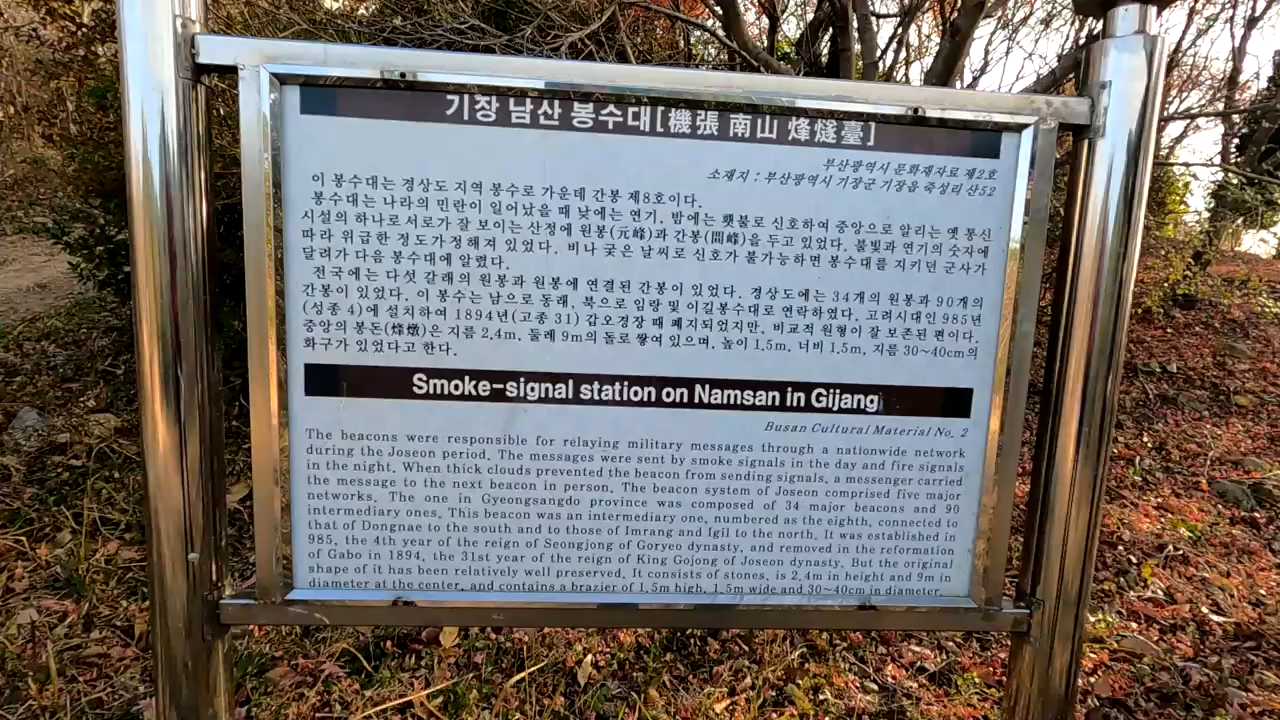 기장 남산 봉수대[機張 南山 烽燧臺]
부산광역시 문화재자료 제2호
소재지 : 부산광역시 기장군 기장읍 죽성리 산52
이 봉수대는 경상도 지역 봉수로 가운데 간봉 제8호이다.
봉수대는 나라의 민란이 일어났을 때 낮에는 연기, 밤에는 횃불로 신호하여 중앙으로 알리는 옛 통신
시설의 하나로 서로가 잘 보이는 산정에 원봉(元峰)과 간봉(間峰)을 두고 있었다. 불빛과 연기의 숫자에
따라 위급한 정도가 정해져 있었다. 비나 궂은 날씨로 신호가 불가능하면 봉수대를 지키던 군사가
달려가 다음 봉수대에 알렸다.
전국에는 다섯 갈래의 원봉과 원봉에 연결된 간봉이 있었다. 경상도에는 34개의 원봉과 90개의
간봉이 있었다. 이 봉수는 남으로 동래, 북으로 임랑 및 이길봉수대로 연락하였다. 고려시대인 985년
(성종 4)에 설치하여 1894년(고종 31) 갑오경장 때 폐지되었지만, 비교적 원형이 잘 보존된 편이다.
중앙의 봉돈(烽燉)은 지름 2.4m, 둘레 9m의 돌로 쌓여 있으며, 높이 1.5m, 너비 1.5m, 지름 30~40cm의
화구가 있었다고 한다.
Smoke-signal station on Namsan in Gijang
Busan Cultural Material No. 2
The beacons were responsible for relaying military messages through a nationwide network
during the Joseon period. The messages were sent by smoke signals in the day and fire signals
in the night. When thick clouds prevented the beacon from sending signals, a messenger carried
the message to the next beacon in person. The beacon system of Joseon comprised five major
networks. The one in Gyeongsangdo province was composed of 34 major beacons and 90
intermediary ones. This beacon was an intermediary one, numbered as the eighth, connected to
that of Dongnae to the south and to those of Imrang and Igil to the north. It was established in
985, the 4th year of the reign of Seongjong of Goryeo dynasty, and removed in the reformation
of Gabo in 1894, the 31st year of the reign of King Gojong of Joseon dynasty. But the original
shape of it has been relatively well preserved. It consists of stones, is 2.4m in height and 9m in
diameter at the center, and contains a brazier of 1.5m high, 1.5m wide and 30~40cm in diameter.